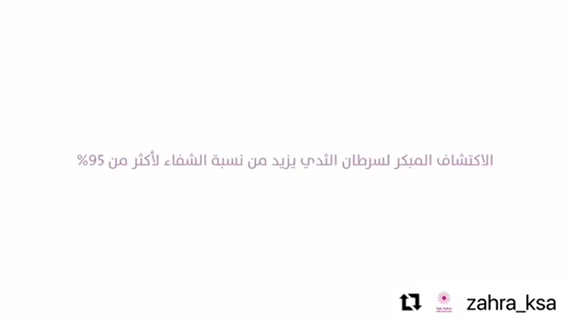 الاكتشاف المبكر لسرطان الثدي يزيد من نسبة الشفاء لأكثر من 95%
zahra_ksa